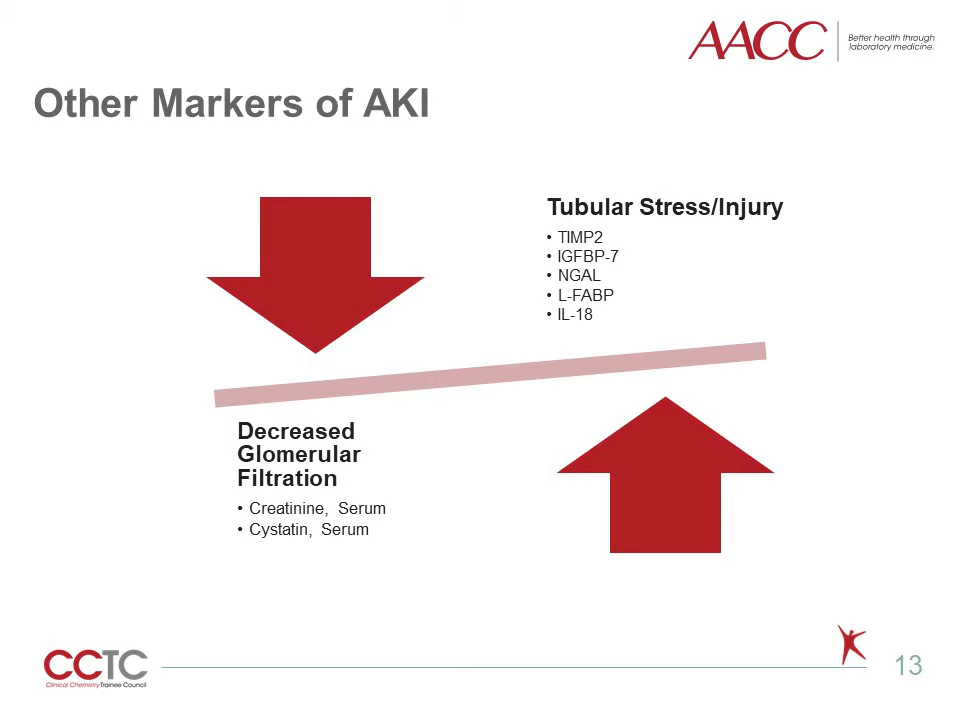 AACC
Better health through
laboratory medicine.
Other Markers of AKI
Tubular Stress/Injury
• TIMP2
• IGFBP-7
• NGAL
• L-FABP
• IL-18
Decreased
Glomerular
Filtration
• Creatinine, Serum
• Cystatin, Serum
CCTC
Clinical Chemistry Trainee Council
13